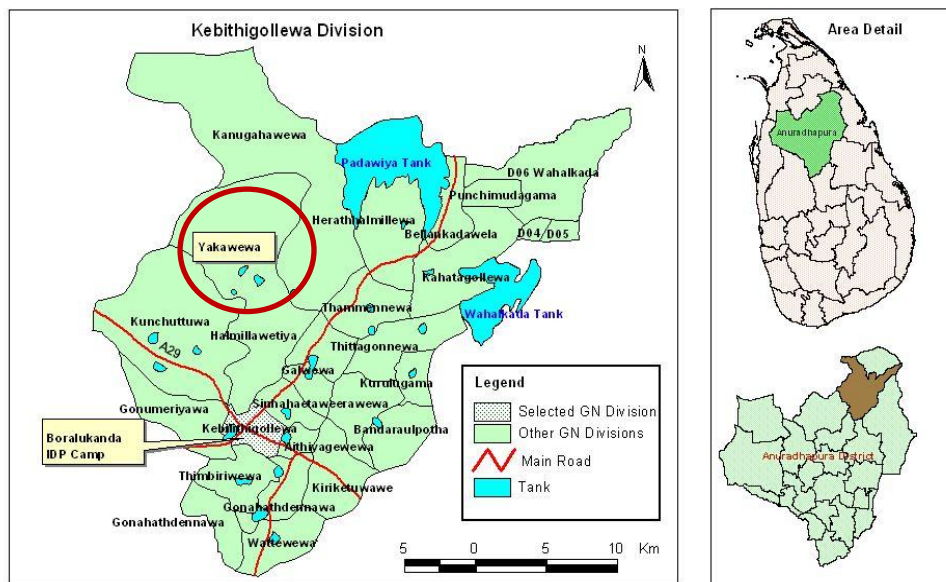 Kebithigollewa Division
N
Kanugahawewa
Padawiya Tank
D06 Wahalkada
Punchimudagama
Herathhalmillewa
Bellankadawela
D04/D05
Yakawewa
Kahatagollewa
Wahalkada Tank
Thammennewa
Kunchuttuwa
Halmillawetiya
A29
Thittagonnewa
Galwewa
Kurulugama
Sinhahaetaweerawewa
Gonumeriyawa
Kebithigollewa
Bandaraulpotha
Boralukanda
IDP Camp
Aithiyagewewa
Thimbiriwewa
Kiriketuwawe
Gonahathdennawa
Gonahathdennawa
Wattewewa
Legend
Selected GN Division
Other GN Divisions
Main Road
Tank
5 0 5 10 Km
Area Detail
Anuradhapura
Anuradhapura District